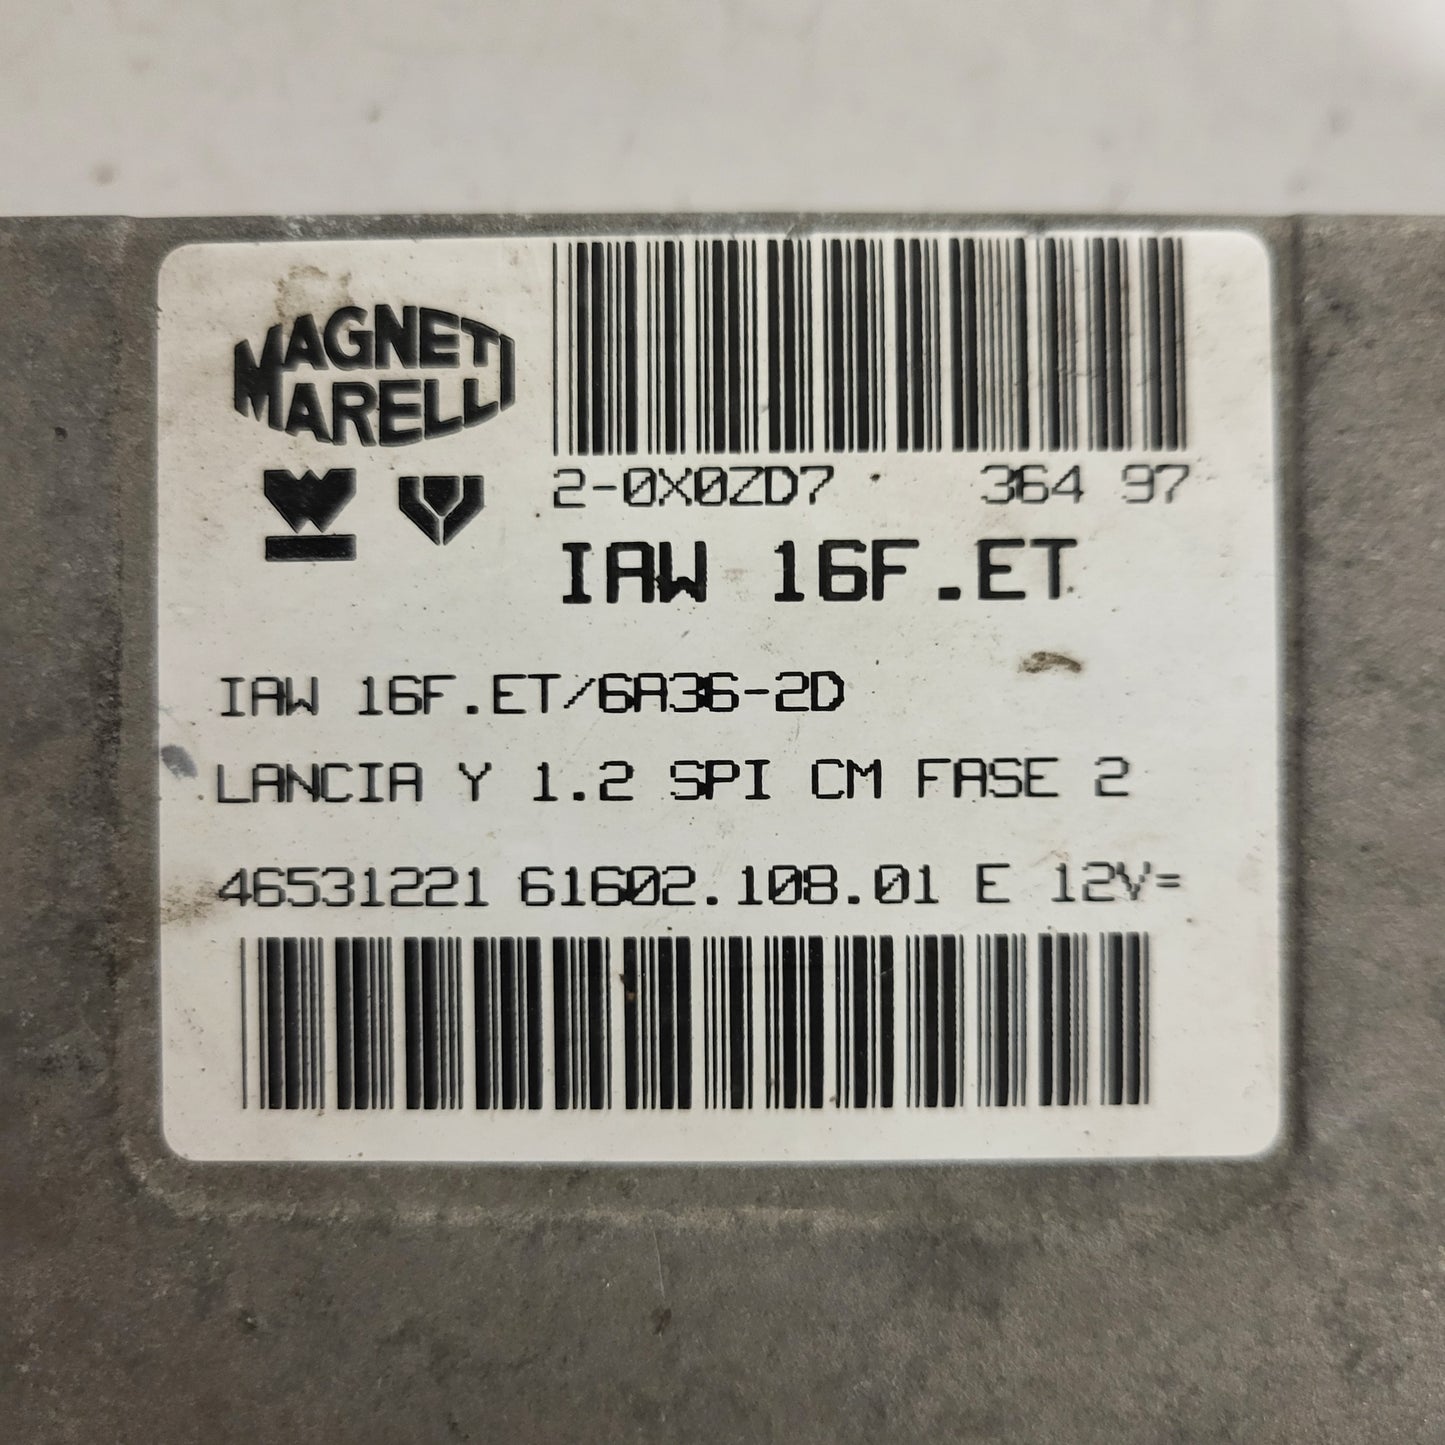 MAGNETI
MARELLI
2-0X0ZD7 364 97
IAW 16F.ET
IAW 16F.ET/6A36-2D
LANCIA Y 1.2 SPI CM FASE 2
46531221 61602.108.01 E 12V=